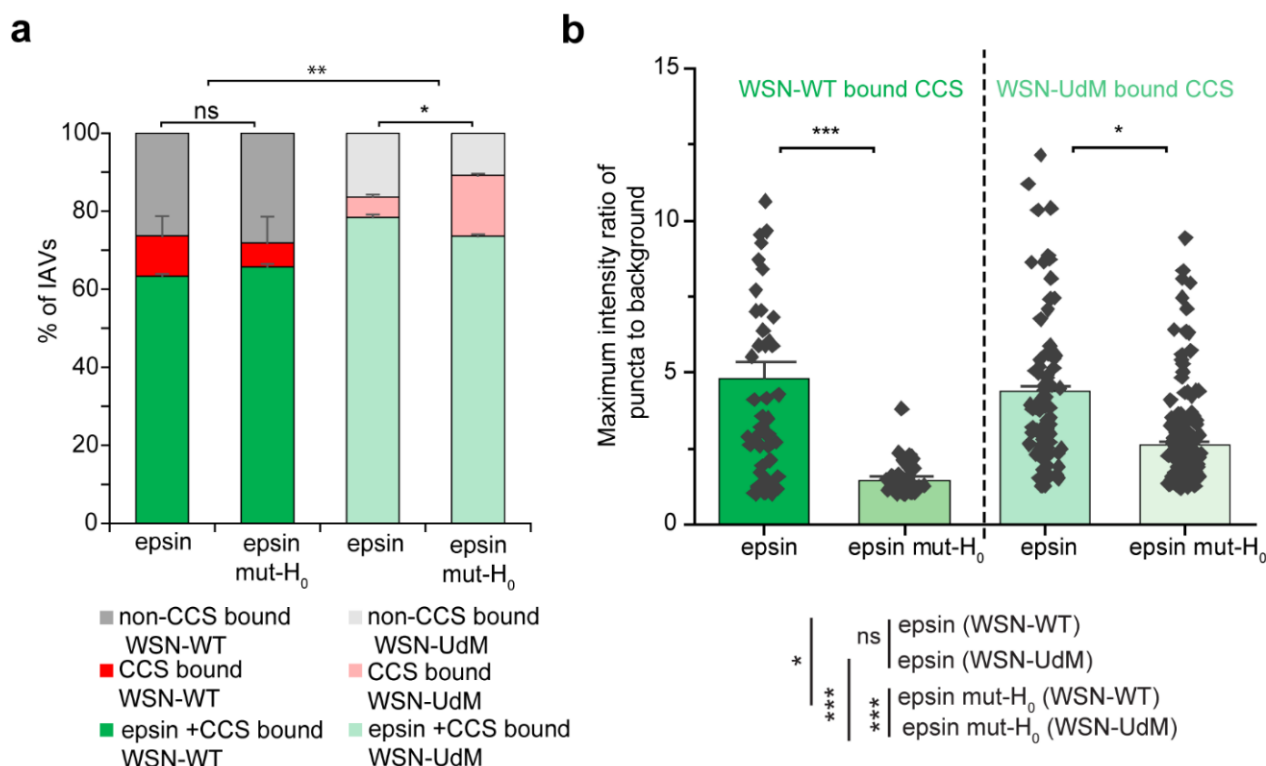 a
**
ns
*
100
80
60
40
20
0
% of IAVs
epsin
epsin mut-H₀
epsin
epsin mut-H₀
non-CCS bound
WSN-WT
CCS bound
WSN-WT
epsin +CCS bound
WSN-WT
non-CCS bound
WSN-UdM
CCS bound
WSN-UdM
epsin +CCS bound
WSN-UdM
b
15
10
5
0
Maximum intensity ratio of
puncta to background
WSN-WT bound CCS
WSN-UdM bound CCS
***
*
epsin
epsin mut-H₀
epsin
epsin mut-H₀
*
***
ns
***
epsin (WSN-WT)
epsin (WSN-UdM)
epsin mut-H₀ (WSN-WT)
epsin mut-H₀ (WSN-UdM)